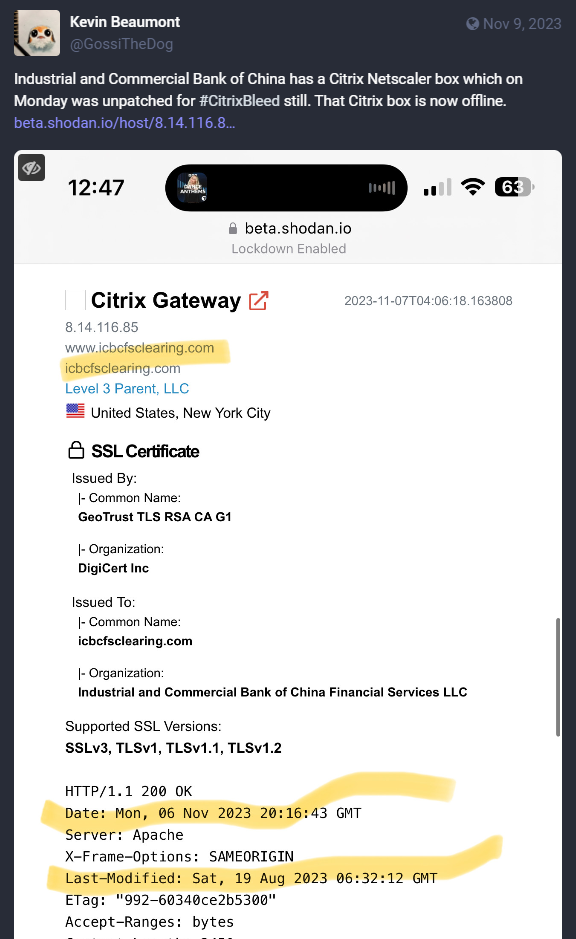 Kevin Beaumont
Nov 9, 2023
@GossiTheDog
Industrial and Commercial Bank of China has a Citrix Netscaler box which on
Monday was unpatched for #CitrixBleed still. That Citrix box is now offline.
beta.shodan.io/host/8.14.116.8…
12:47
63
beta.shodan.io
Lockdown Enabled
Citrix Gateway
2023-11-07T04:06:18.163808
8.14.116.85
www.icbcfsclearing.com
icbcfsclearing.com
Level 3 Parent, LLC
United States, New York City
SSL Certificate
Issued By:
|- Common Name:
GeoTrust TLS RSA CA G1
|- Organization:
DigiCert Inc
Issued To:
|- Common Name:
icbcfsclearing.com
|- Organization:
Industrial and Commercial Bank of China Financial Services LLC
Supported SSL Versions:
SSLv3, TLSv1, TLSv1.1, TLSv1.2
HTTP/1.1 200 OK
Date: Mon, 06 Nov 2023 20:16:43 GMT
Server: Apache
X-Frame-Options: SAMEORIGIN
Last-Modified: Sat, 19 Aug 2023 06:32:12 GMT
ETag: "992-60340ce2b5300"
Accept-Ranges: bytes